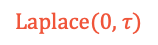 Laplace(0, τ)